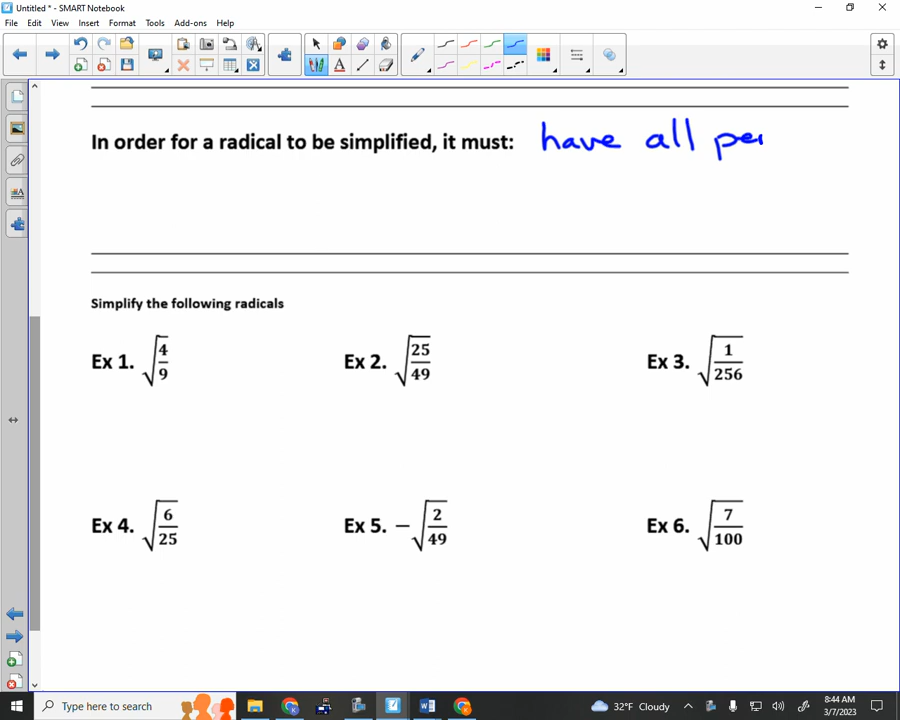 Untitled * - SMART Notebook
File Edit View Insert Format Tools Add-ons Help
In order for a radical to be simplified, it must: have all per
Simplify the following radicals
Ex 1. √4/9 Ex 2. √25/49 Ex 3. √1/256
Ex 4. √6/25 Ex 5. −√2/49 Ex 6. √7/100
Type here to search 32°F Cloudy 8:44 AM
3/7/2023